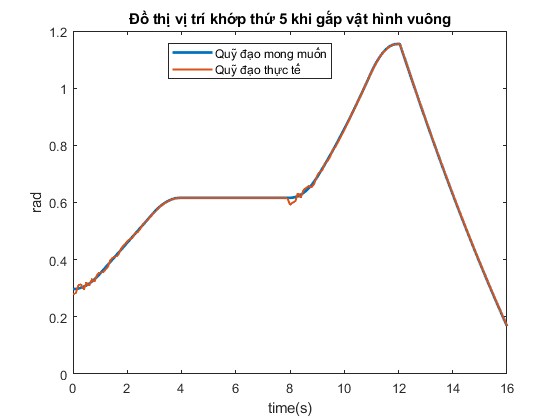 Đồ thị vị trí khớp thứ 5 khi gắp vật hình vuông
Quỹ đạo mong muốn
Quỹ đạo thực tế
1.2
1
0.8
0.6
0.4
0.2
0
rad
0 2 4 6 8 10 12 14 16
time(s)